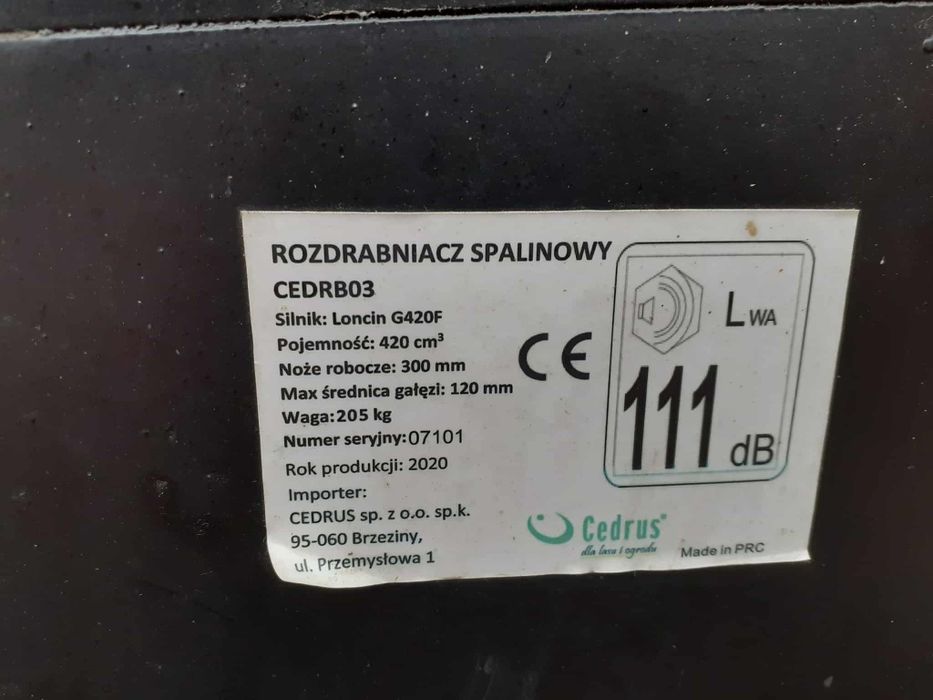 ROZDRABNIACZ SPALINOWY
CEDRB03
Silnik: Loncin G420F
Pojemność: 420 cm³
Noże robocze: 300 mm
Max średnica gałęzi: 120 mm
Waga:205 kg
Numer seryjny:07101
Rok produkcji: 2020
Importer:
CEDRUS sp. z o.o. sp.k.
95-060 Brzeziny,
ul. Przemysłowa 1
CE
LWA
111 dB
Cedrus®
dla lasu i ogrodu
Made in PRC